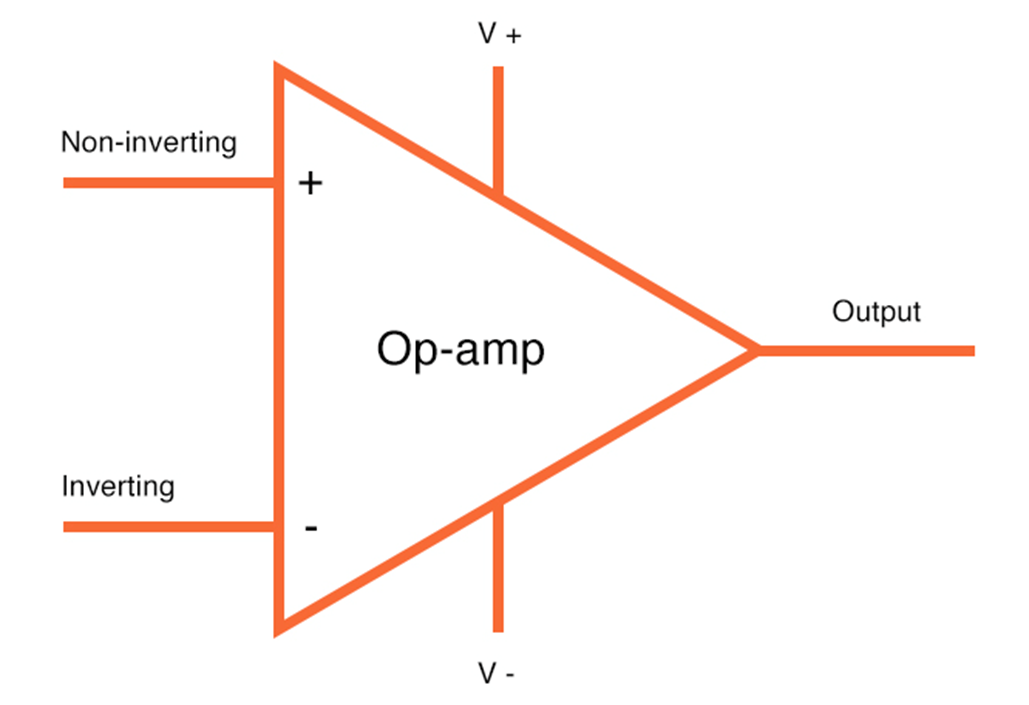 V +
Non-inverting
+
Op-amp
Output
Inverting
-
V -